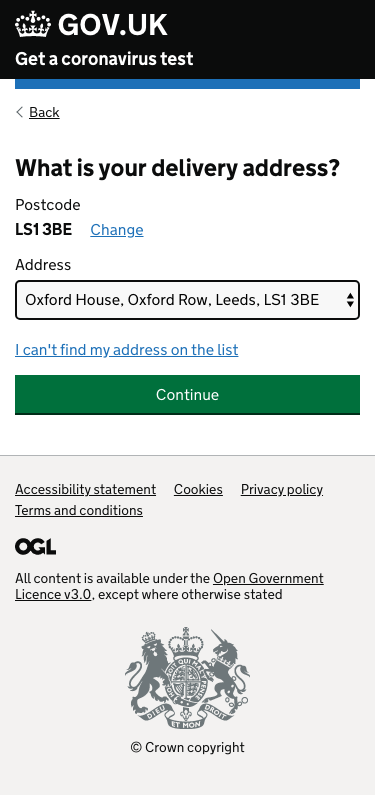 GOV.UK
Get a coronavirus test
Back
What is your delivery address?
Postcode
LS1 3BE Change
Address
Oxford House, Oxford Row, Leeds, LS1 3BE
I can't find my address on the list
Continue
Accessibility statement Cookies Privacy policy
Terms and conditions
OGL
All content is available under the Open Government
Licence v3.0, except where otherwise stated
DIEU ET MON DROIT
© Crown copyright